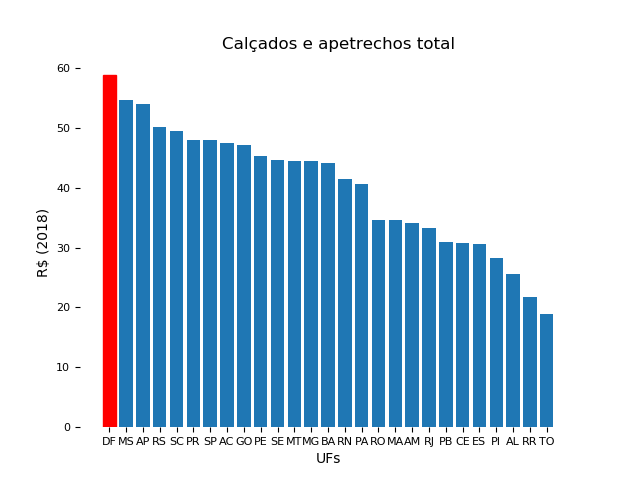 Calçados e apetrechos total
R$ (2018)
60
50
40
30
20
10
0
DF MS AP RS SC PR SP AC GO PE SE MT MG BA RN PA RO MA AM RJ PB CE ES PI AL RR TO
UFs